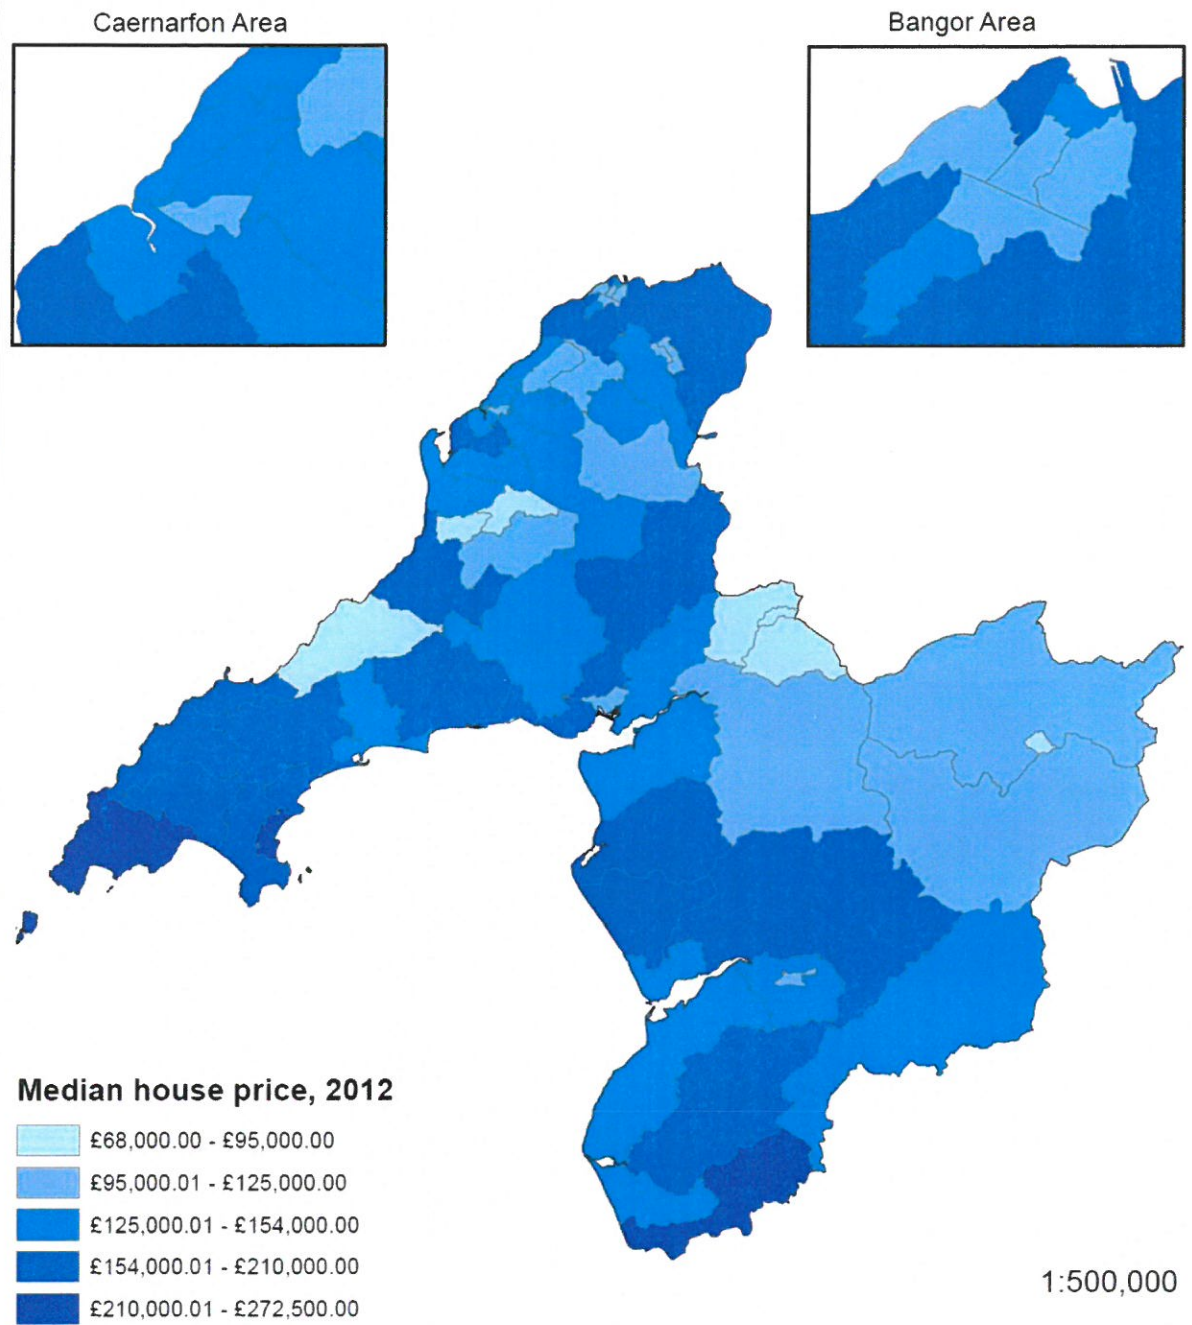 Caernarfon Area
Bangor Area
Median house price, 2012
£68,000.00 - £95,000.00
£95,000.01 - £125,000.00
£125,000.01 - £154,000.00
£154,000.01 - £210,000.00
£210,000.01 - £272,500.00
1:500,000